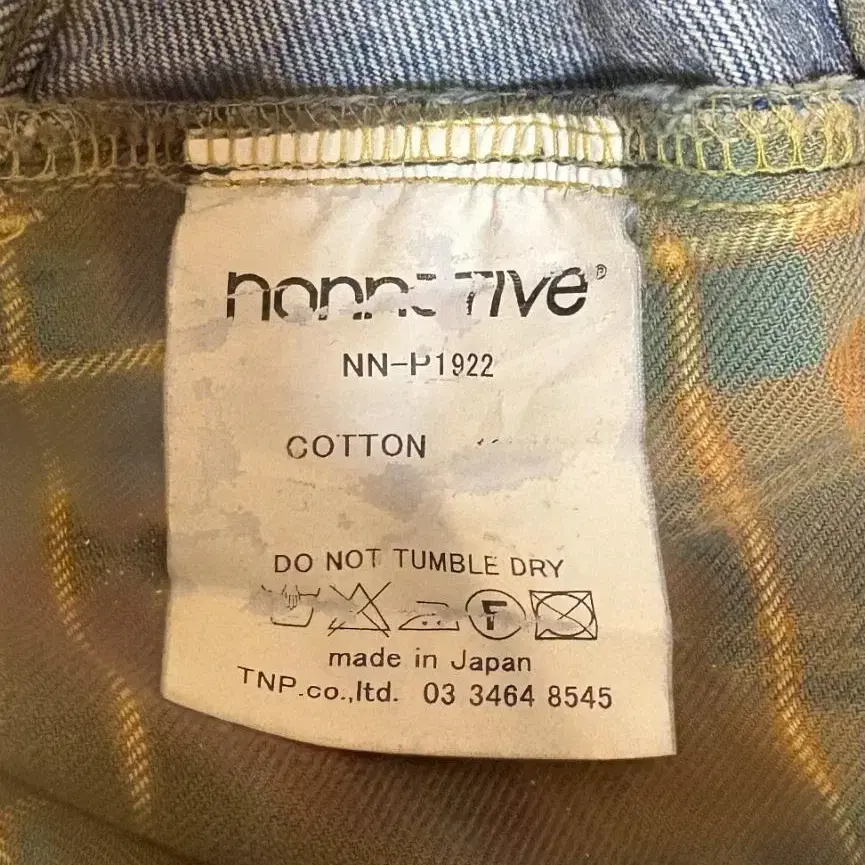 nonnative®
NN-P1922
COTTON
DO NOT TUMBLE DRY
F
made in Japan
TNP.co.,ltd. 03 3464 8545